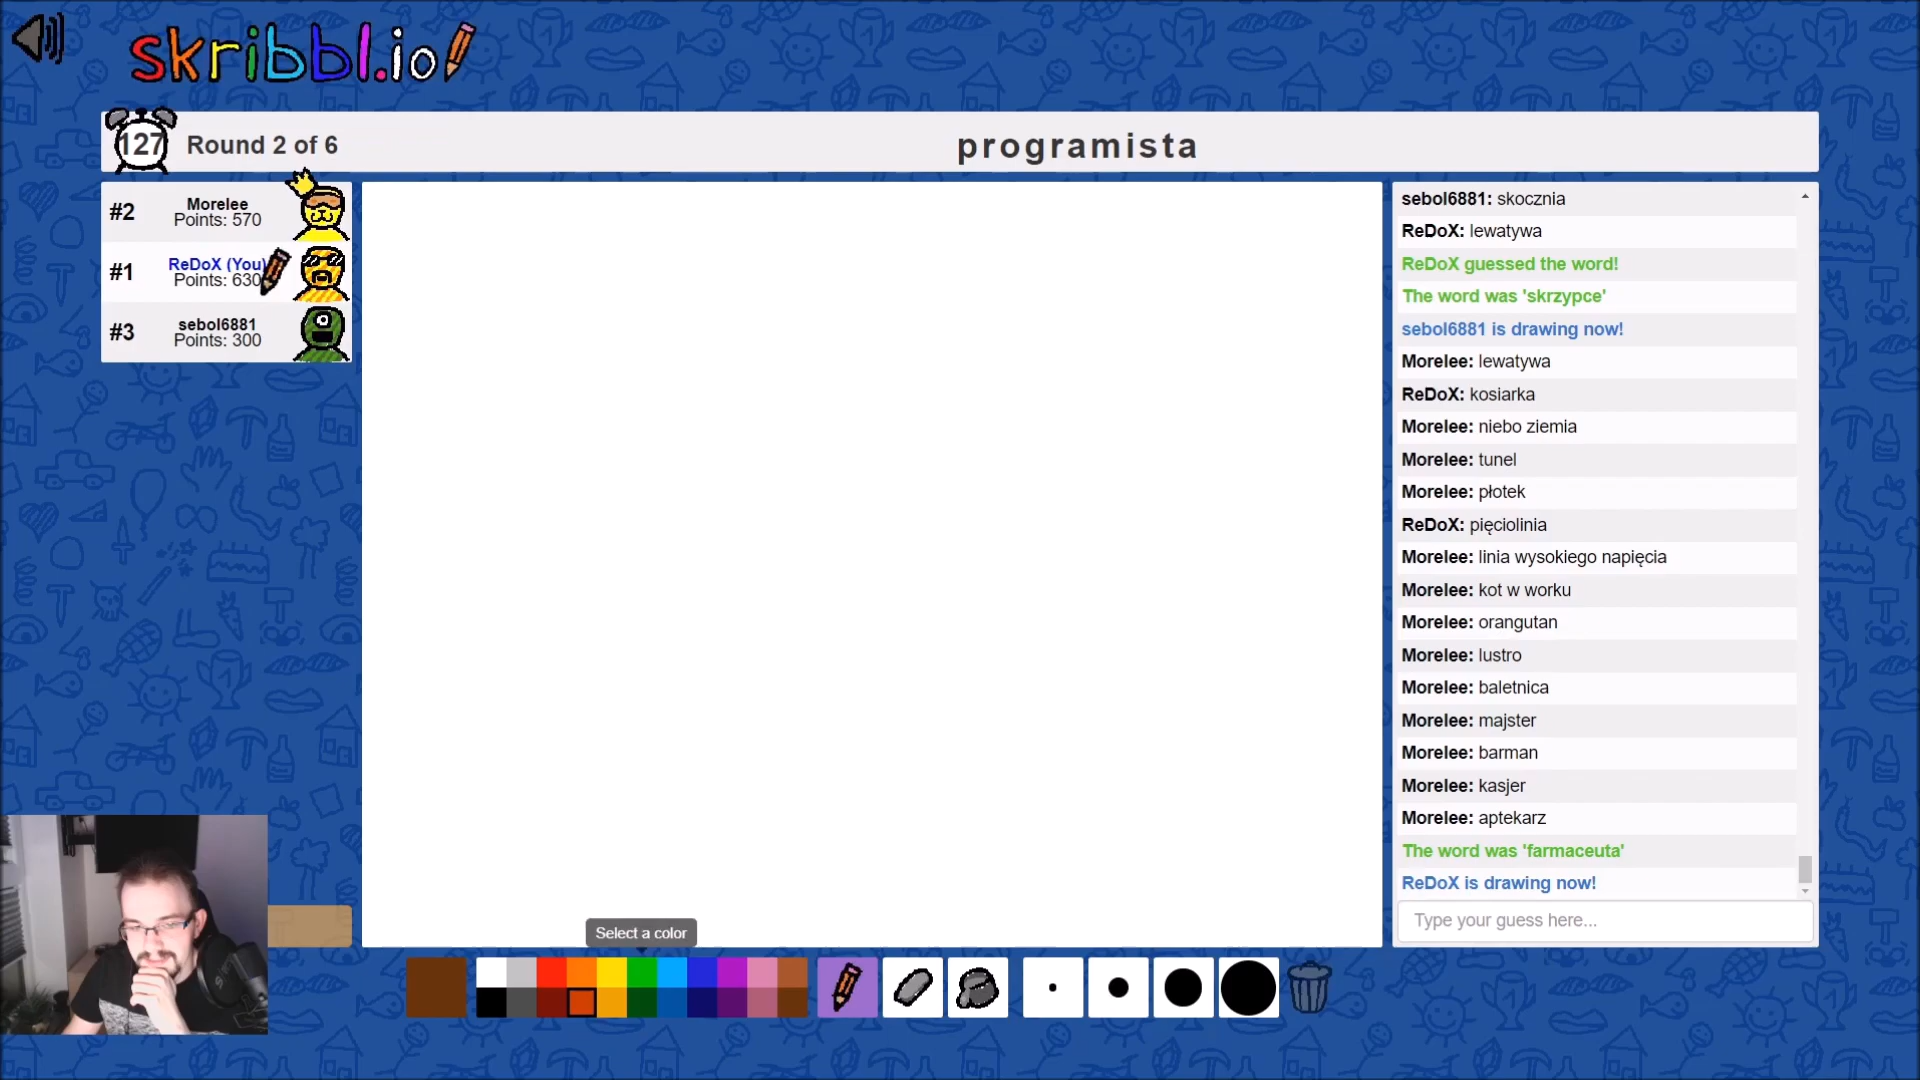 skribbl.io
127
Round 2 of 6
programista
#2
Morelee
Points: 570
#1
ReDoX (You)
Points: 630
#3
sebol6881
Points: 300
sebol6881: skocznia
ReDoX: lewatywa
ReDoX guessed the word!
The word was 'skrzypce'
sebol6881 is drawing now!
Morelee: lewatywa
ReDoX: kosiarka
Morelee: niebo ziemia
Morelee: tunel
Morelee: płotek
ReDoX: pięciolinia
Morelee: linia wysokiego napięcia
Morelee: kot w worku
Morelee: orangutan
Morelee: lustro
Morelee: baletnica
Morelee: majster
Morelee: barman
Morelee: kasjer
Morelee: aptekarz
The word was 'farmaceuta'
ReDoX is drawing now!
Type your guess here...
Select a color